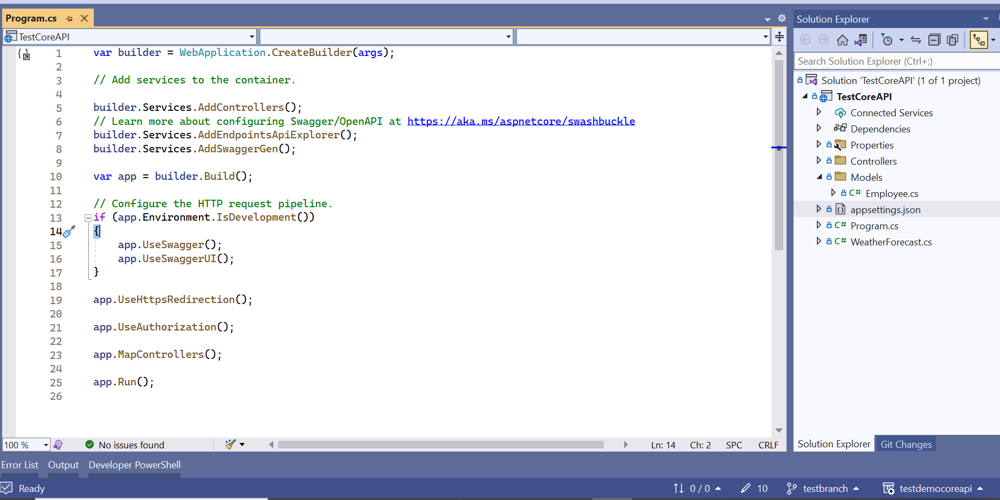 Program.cs
TestCoreAPI
1 var builder = WebApplication.CreateBuilder(args);
2
3 // Add services to the container.
4
5 builder.Services.AddControllers();
6 // Learn more about configuring Swagger/OpenAPI at https://aka.ms/aspnetcore/swashbuckle
7 builder.Services.AddEndpointsApiExplorer();
8 builder.Services.AddSwaggerGen();
9
10 var app = builder.Build();
11
12 // Configure the HTTP request pipeline.
13 if (app.Environment.IsDevelopment())
14 {
15 app.UseSwagger();
16 app.UseSwaggerUI();
17 }
18
19 app.UseHttpsRedirection();
20
21 app.UseAuthorization();
22
23 app.MapControllers();
24
25 app.Run();
26
100 % No issues found Ln: 14 Ch: 2 SPC CRLF
Solution Explorer
Search Solution Explorer (Ctrl+;)
Solution 'TestCoreAPI' (1 of 1 project)
TestCoreAPI
Connected Services
Dependencies
Properties
Controllers
Models
C# Employee.cs
appsettings.json
C# Program.cs
C# WeatherForecast.cs
Solution Explorer Git Changes
Error List Output Developer PowerShell
Ready 0 / 0 10 testbranch testdemocoreapi